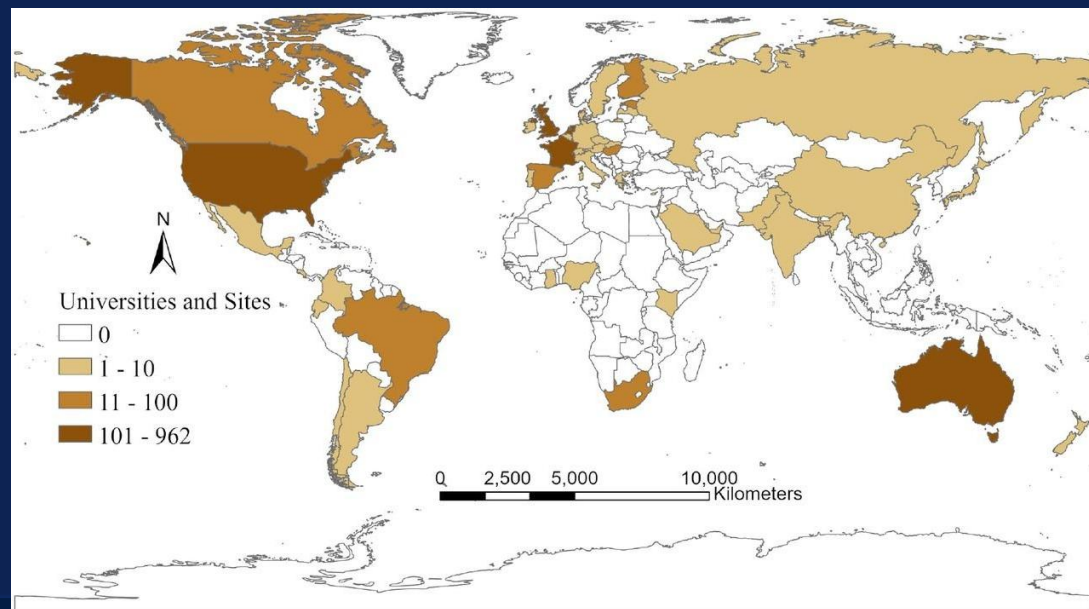 N
Universities and Sites
0
1 - 10
11 - 100
101 - 962
0 2,500 5,000 10,000
Kilometers